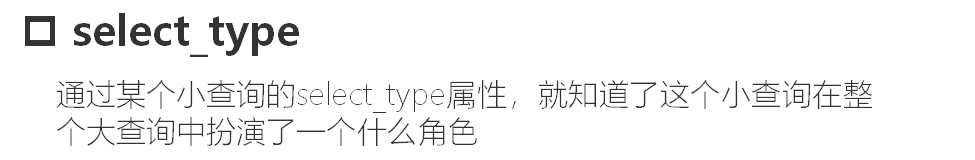 select_type
通过某个小查询的select_type属性，就知道了这个小查询在整
个大查询中扮演了一个什么角色